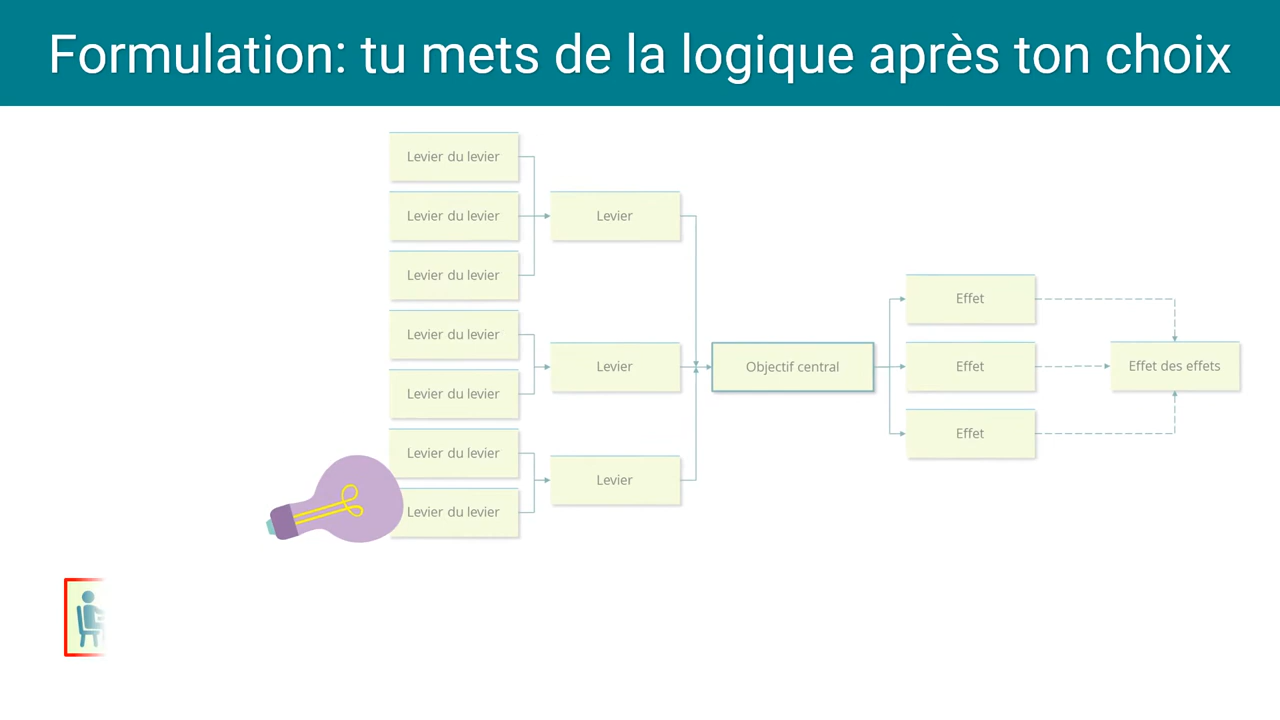 Formulation: tu mets de la logique après ton choix
Levier du levier
Levier du levier
Levier du levier
Levier du levier
Levier du levier
Levier du levier
Levier du levier
Levier
Levier
Levier
Objectif central
Effet
Effet
Effet
Effet des effets